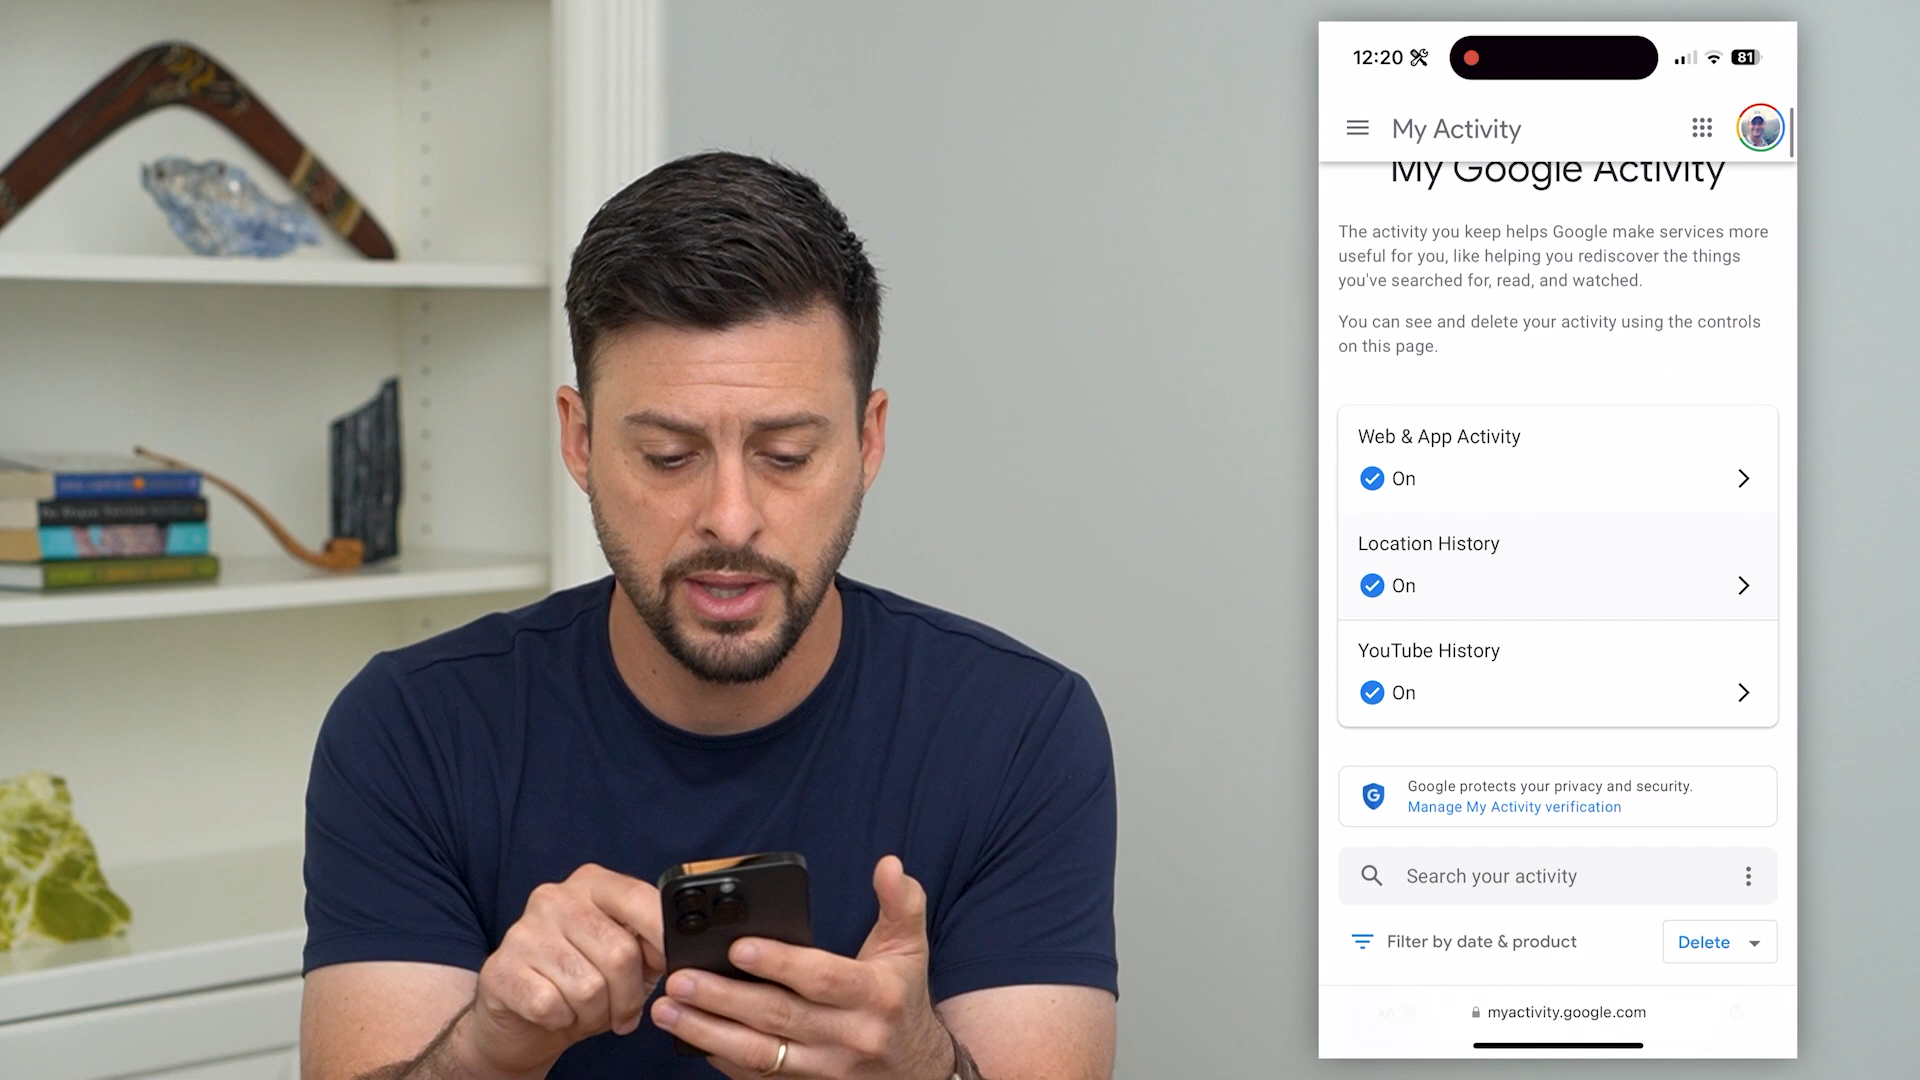 12:20
81
My Activity
My Google Activity
The activity you keep helps Google make services more
useful for you, like helping you rediscover the things
you've searched for, read, and watched.
You can see and delete your activity using the controls
on this page.
Web & App Activity
On
Location History
On
YouTube History
On
Google protects your privacy and security.
Manage My Activity verification
Search your activity
Filter by date & product
Delete
AA
myactivity.google.com